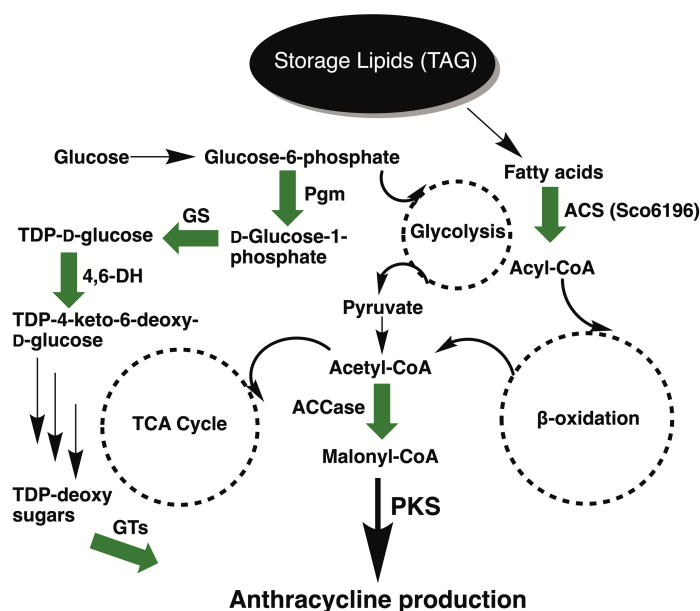 Storage Lipids (TAG)
Glucose
Glucose-6-phosphate
Fatty acids
Pgm
ACS (Sco6196)
GS
TDP-D-glucose
D-Glucose-1-
phosphate
Glycolysis
4,6-DH
Acyl-CoA
Pyruvate
TDP-4-keto-6-deoxy-
D-glucose
Acetyl-CoA
ACCase
TCA Cycle
β-oxidation
Malonyl-CoA
TDP-deoxy
sugars
PKS
GTs
Anthracycline production